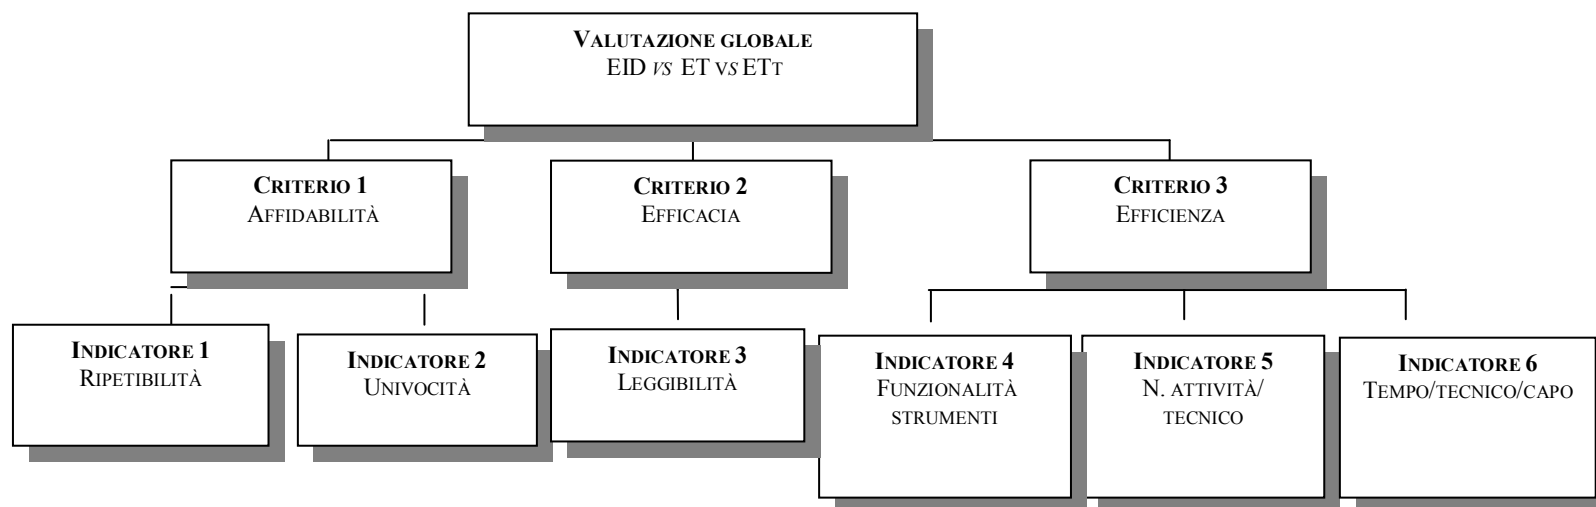 VALUTAZIONE GLOBALE
EID VS ET VS ETT
CRITERIO 1
AFFIDABILITÀ
CRITERIO 2
EFFICACIA
CRITERIO 3
EFFICIENZA
INDICATORE 1
RIPETIBILITÀ
INDICATORE 2
UNIVOCITÀ
INDICATORE 3
LEGGIBILITÀ
INDICATORE 4
FUNZIONALITÀ
STRUMENTI
INDICATORE 5
N. ATTIVITÀ/
TECNICO
INDICATORE 6
TEMPO/TECNICO/CAPO